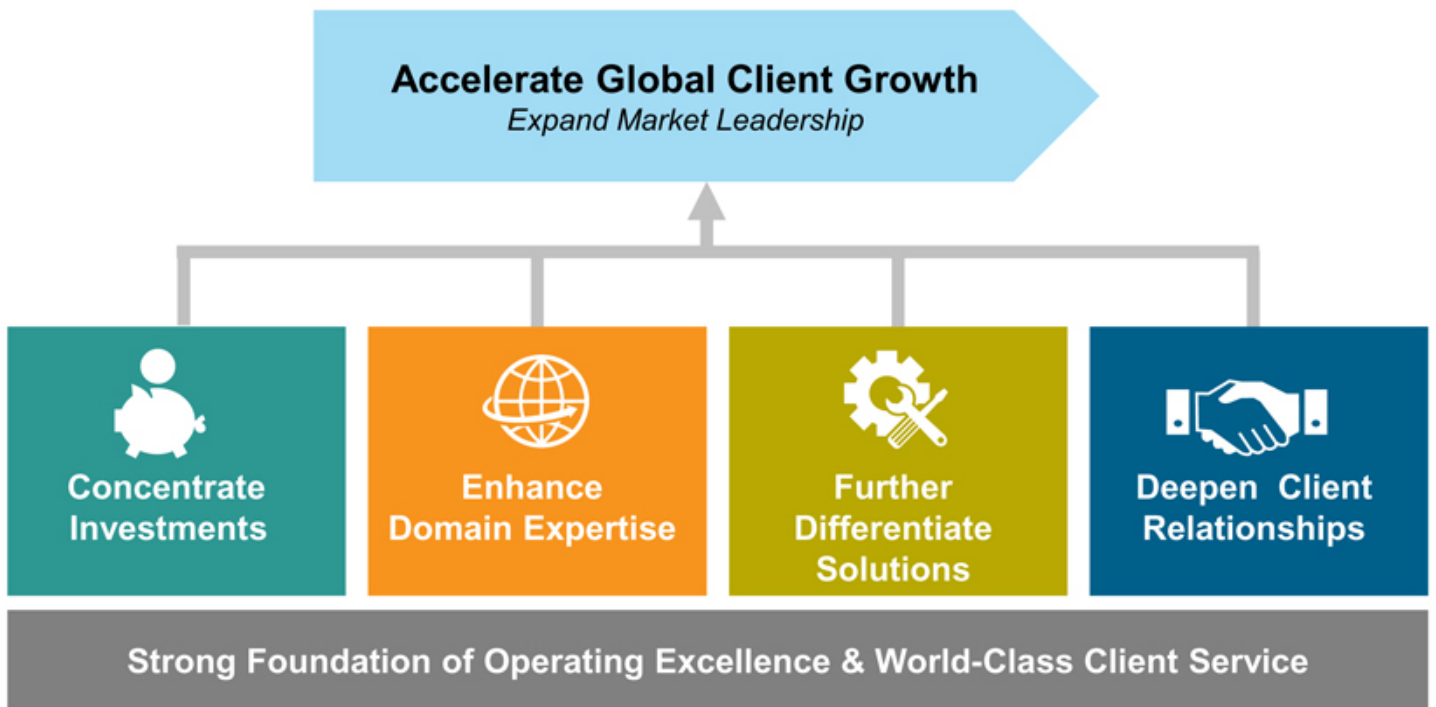 Accelerate Global Client Growth
Expand Market Leadership
Concentrate
Investments
Enhance
Domain Expertise
Further
Differentiate
Solutions
Deepen Client
Relationships
Strong Foundation of Operating Excellence & World-Class Client Service